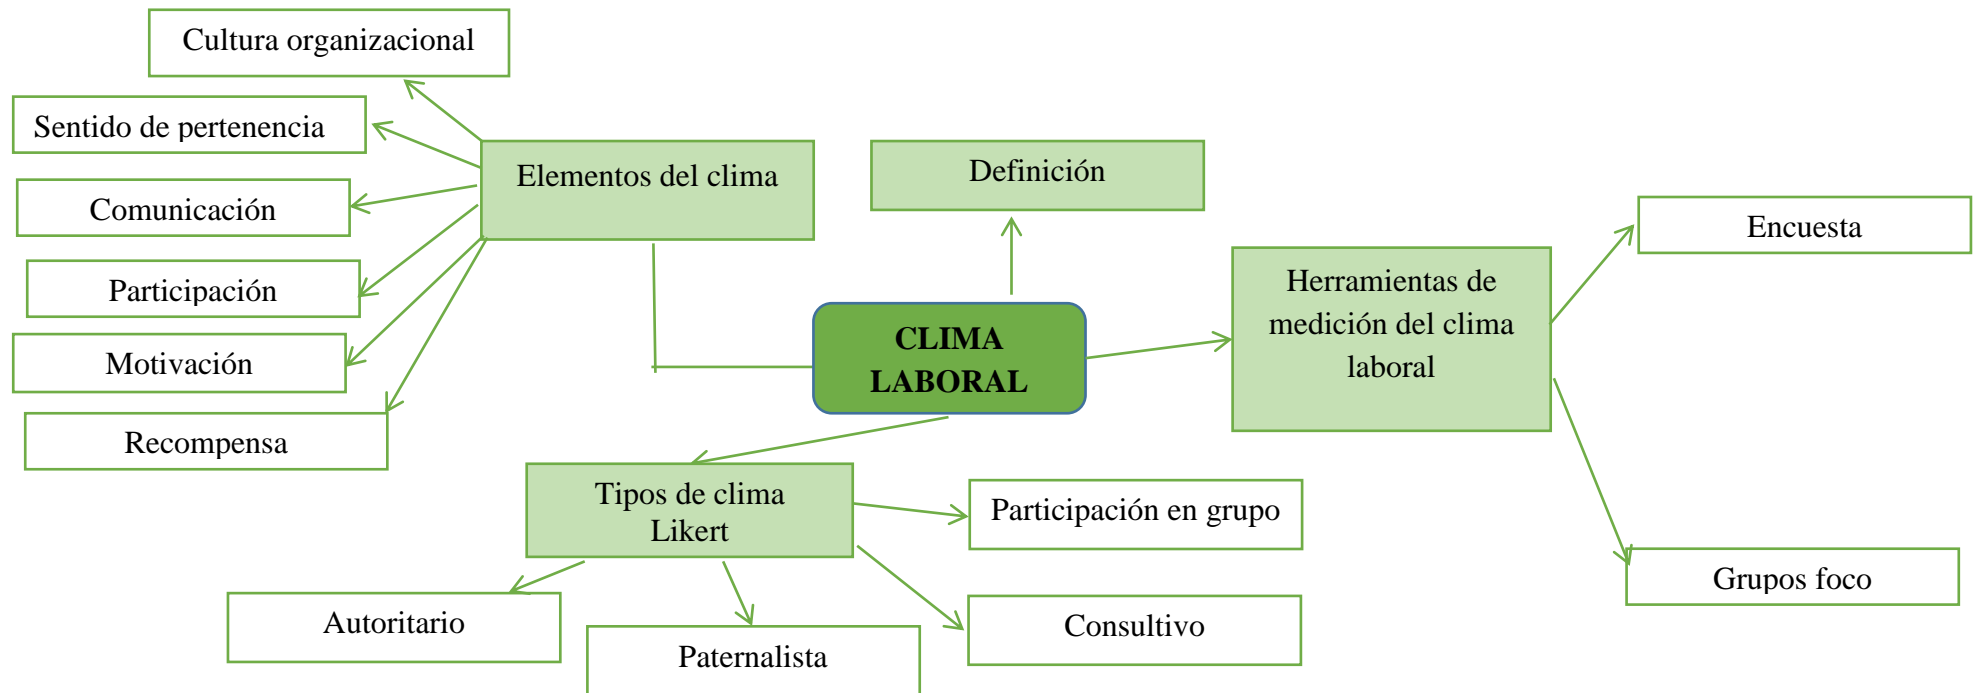 Cultura organizacional
Sentido de pertenencia
Comunicación
Participación
Motivación
Recompensa
Elementos del clima
Definición
CLIMA
LABORAL
Herramientas de
medición del clima
laboral
Encuesta
Grupos foco
Tipos de clima
Likert
Participación en grupo
Autoritario
Paternalista
Consultivo